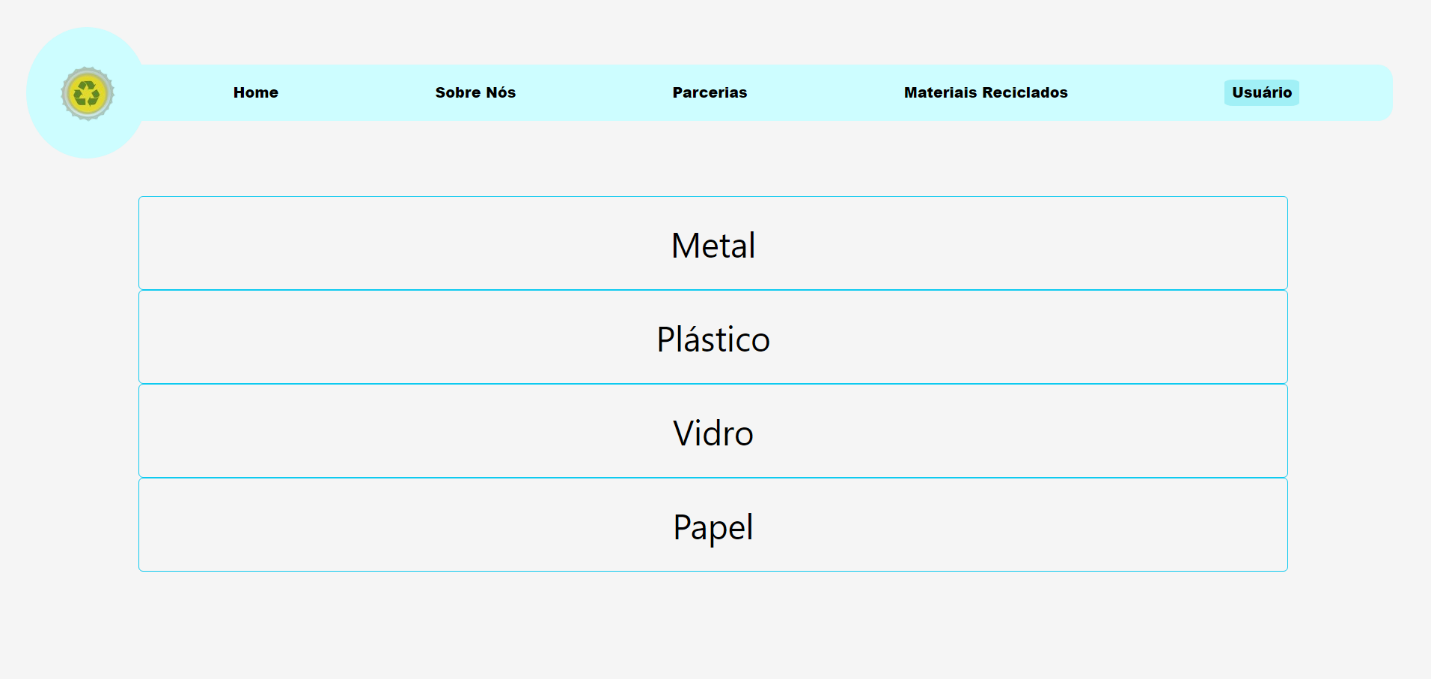 Home Sobre Nós Parcerias Materiais Reciclados Usuário
Metal
Plástico
Vidro
Papel